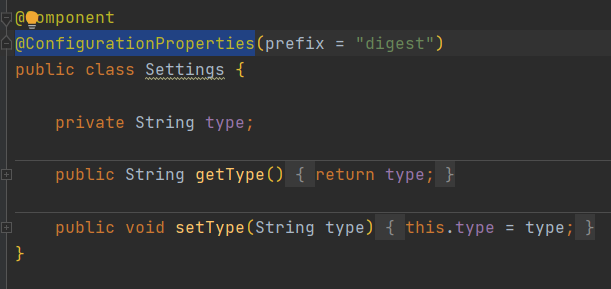 @Component
@ConfigurationProperties(prefix = "digest")
public class Settings {
private String type;
public String getType() { return type; }
public void setType(String type) { this.type = type; }
}